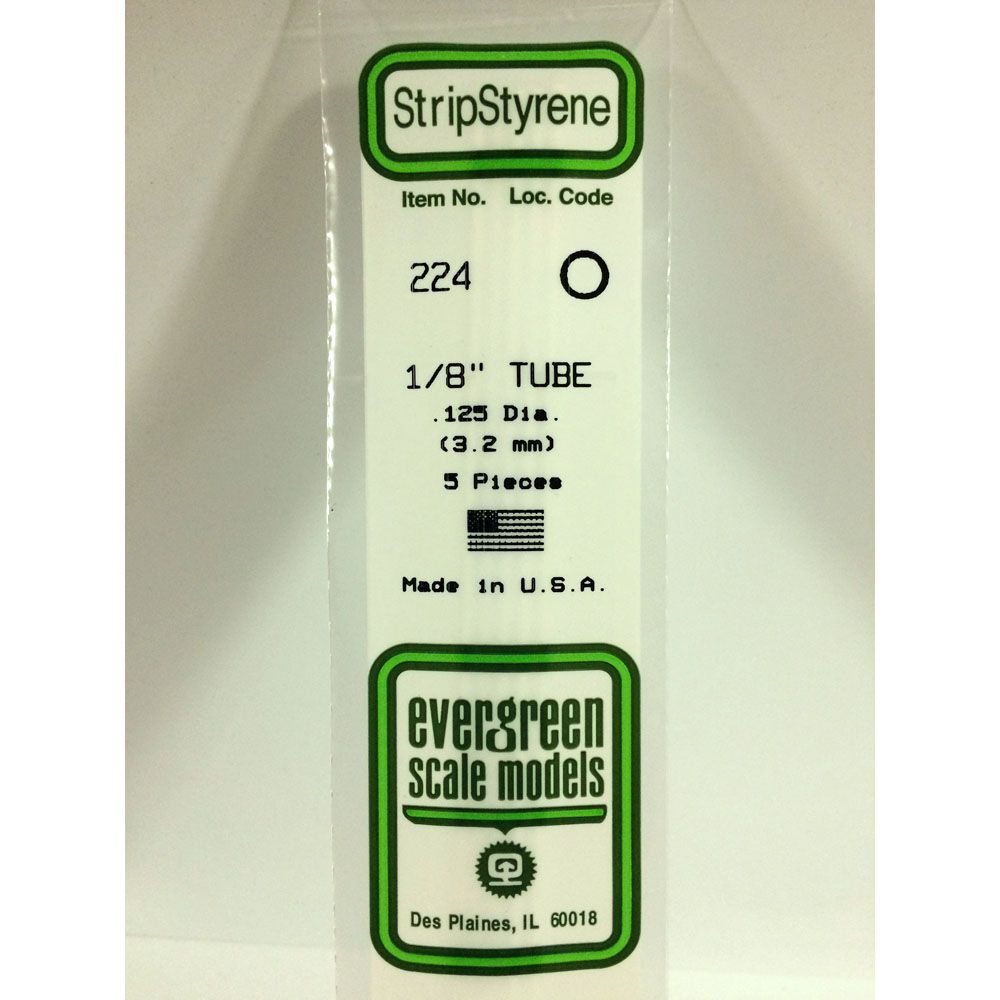 StripStyrene
Item No. Loc. Code
224
1/8" TUBE
.125 Dia.
(3.2 mm)
5 Pieces
Made in U.S.A.
evergreen
scale models
Des Plaines, IL 60018